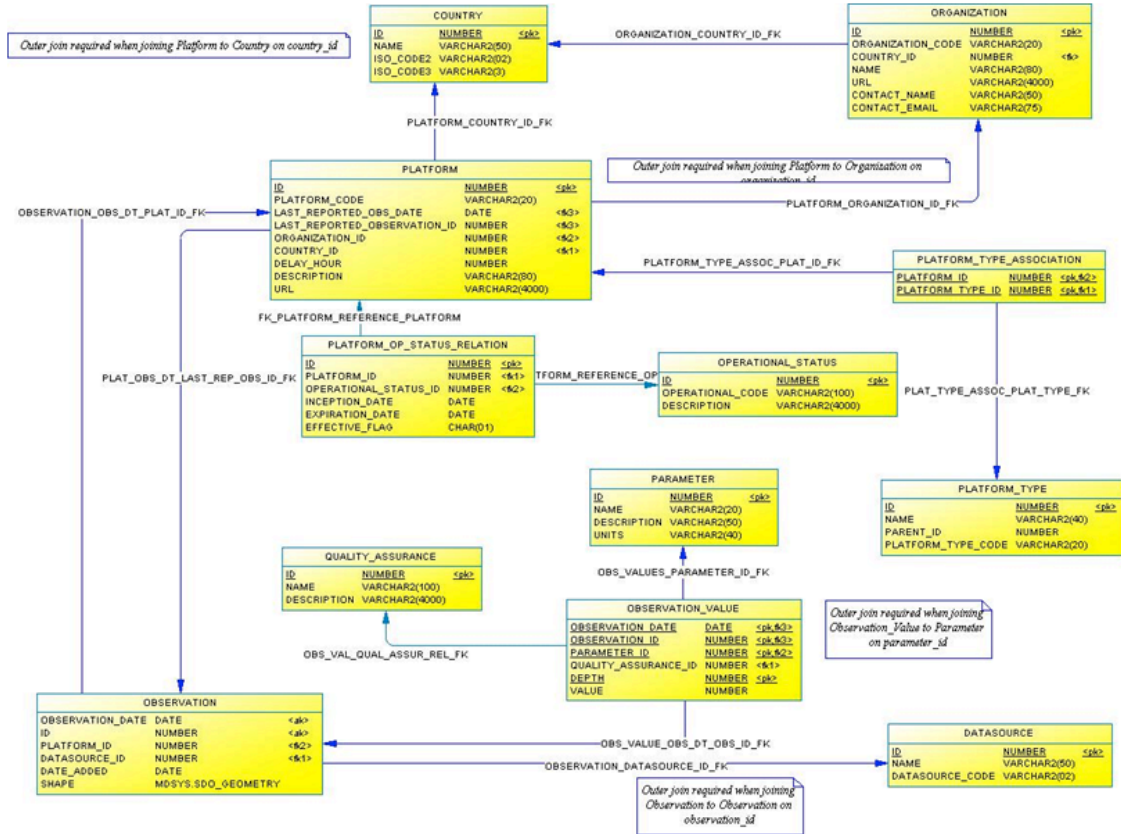 COUNTRY
ID NUMBER <pk>
NAME VARCHAR2(50)
ISO_CODE2 VARCHAR2(02)
ISO_CODE3 VARCHAR2(3)
ORGANIZATION
ID NUMBER <pk>
ORGANIZATION_CODE VARCHAR2(20)
COUNTRY_ID NUMBER <fk>
NAME VARCHAR2(80)
URL VARCHAR2(4000)
CONTACT_NAME VARCHAR2(50)
CONTACT_EMAIL VARCHAR2(75)
ORGANIZATION_COUNTRY_ID_FK
Outer join required when joining Platform to Country on country_id
PLATFORM_COUNTRY_ID_FK
PLATFORM
ID NUMBER <pk>
PLATFORM_CODE VARCHAR2(20)
LAST_REPORTED_OBS_DATE DATE <fk3>
LAST_REPORTED_OBSERVATION_ID NUMBER <fk3>
ORGANIZATION_ID NUMBER <fk2>
COUNTRY_ID NUMBER <fk1>
DELAY_HOUR NUMBER
DESCRIPTION VARCHAR2(80)
URL VARCHAR2(4000)
Outer join required when joining Platform to Organization on
organization_id
PLATFORM_ORGANIZATION_ID_FK
OBSERVATION_OBS_DT_PLAT_ID_FK
PLATFORM_TYPE_ASSOC_PLAT_ID_FK
PLATFORM_TYPE_ASSOCIATION
PLATFORM_ID NUMBER <pk,fk2>
PLATFORM_TYPE_ID NUMBER <pk,fk1>
FK_PLATFORM_REFERENCE_PLATFORM
PLATFORM_OP_STATUS_RELATION
ID NUMBER <pk>
PLATFORM_ID NUMBER <fk1>
OPERATIONAL_STATUS_ID NUMBER <fk2>
INCEPTION_DATE DATE
EXPIRATION_DATE DATE
EFFECTIVE_FLAG CHAR(01)
TFORM_REFERENCE_OP
OPERATIONAL_STATUS
ID NUMBER <pk>
OPERATIONAL_CODE VARCHAR2(100)
DESCRIPTION VARCHAR2(4000)
PLAT_OBS_DT_LAST_REP_OBS_ID_FK
PLAT_TYPE_ASSOC_PLAT_TYPE_FK
PARAMETER
ID NUMBER <pk>
NAME VARCHAR2(20)
DESCRIPTION VARCHAR2(50)
UNITS VARCHAR2(40)
PLATFORM_TYPE
ID NUMBER <pk>
NAME VARCHAR2(40)
PARENT_ID NUMBER
PLATFORM_TYPE_CODE VARCHAR2(20)
QUALITY_ASSURANCE
ID NUMBER <pk>
NAME VARCHAR2(100)
DESCRIPTION VARCHAR2(4000)
OBS_VALUES_PARAMETER_ID_FK
OBSERVATION_VALUE
OBSERVATION_DATE DATE <pk,fk3>
OBSERVATION_ID NUMBER <pk,fk3>
PARAMETER_ID NUMBER <pk,fk2>
QUALITY_ASSURANCE_ID NUMBER <fk1>
DEPTH NUMBER <pk>
VALUE NUMBER
Outer join required when joining
Observation_Value to Parameter
on parameter_id
OBS_VAL_QUAL_ASSUR_REL_FK
OBSERVATION
OBSERVATION_DATE DATE <ak>
ID NUMBER <ak>
PLATFORM_ID NUMBER <fk2>
DATASOURCE_ID NUMBER <fk1>
DATE_ADDED DATE
SHAPE MDSYS.SDO_GEOMETRY
OBS_VALUE_OBS_DT_OBS_ID_FK
OBSERVATION_DATASOURCE_ID_FK
DATASOURCE
ID NUMBER <pk>
NAME VARCHAR2(50)
DATASOURCE_CODE VARCHAR2(02)
Outer join required when joining
Observation to Observation on
observation_id